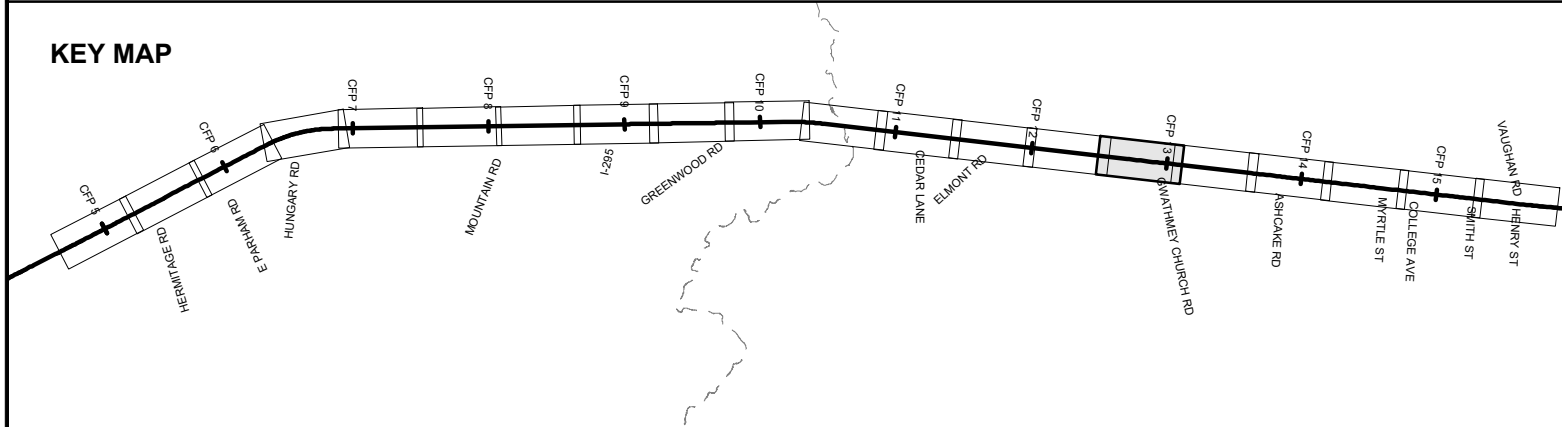 KEY MAP
CFP 5
CFP 6
CFP 7
CFP 8
CFP 9
CFP 10
CFP 11
CFP 12
CFP 13
CFP 14
CFP 15
HERMITAGE RD
E PARHAM RD
HUNGARY RD
MOUNTAIN RD
I-295
GREENWOOD RD
CEDAR LANE
ELMONT RD
GWATHMEY CHURCH RD
ASHCAKE RD
MYRTLE ST
COLLEGE AVE
SMITH ST
VAUGHAN RD
HENRY ST